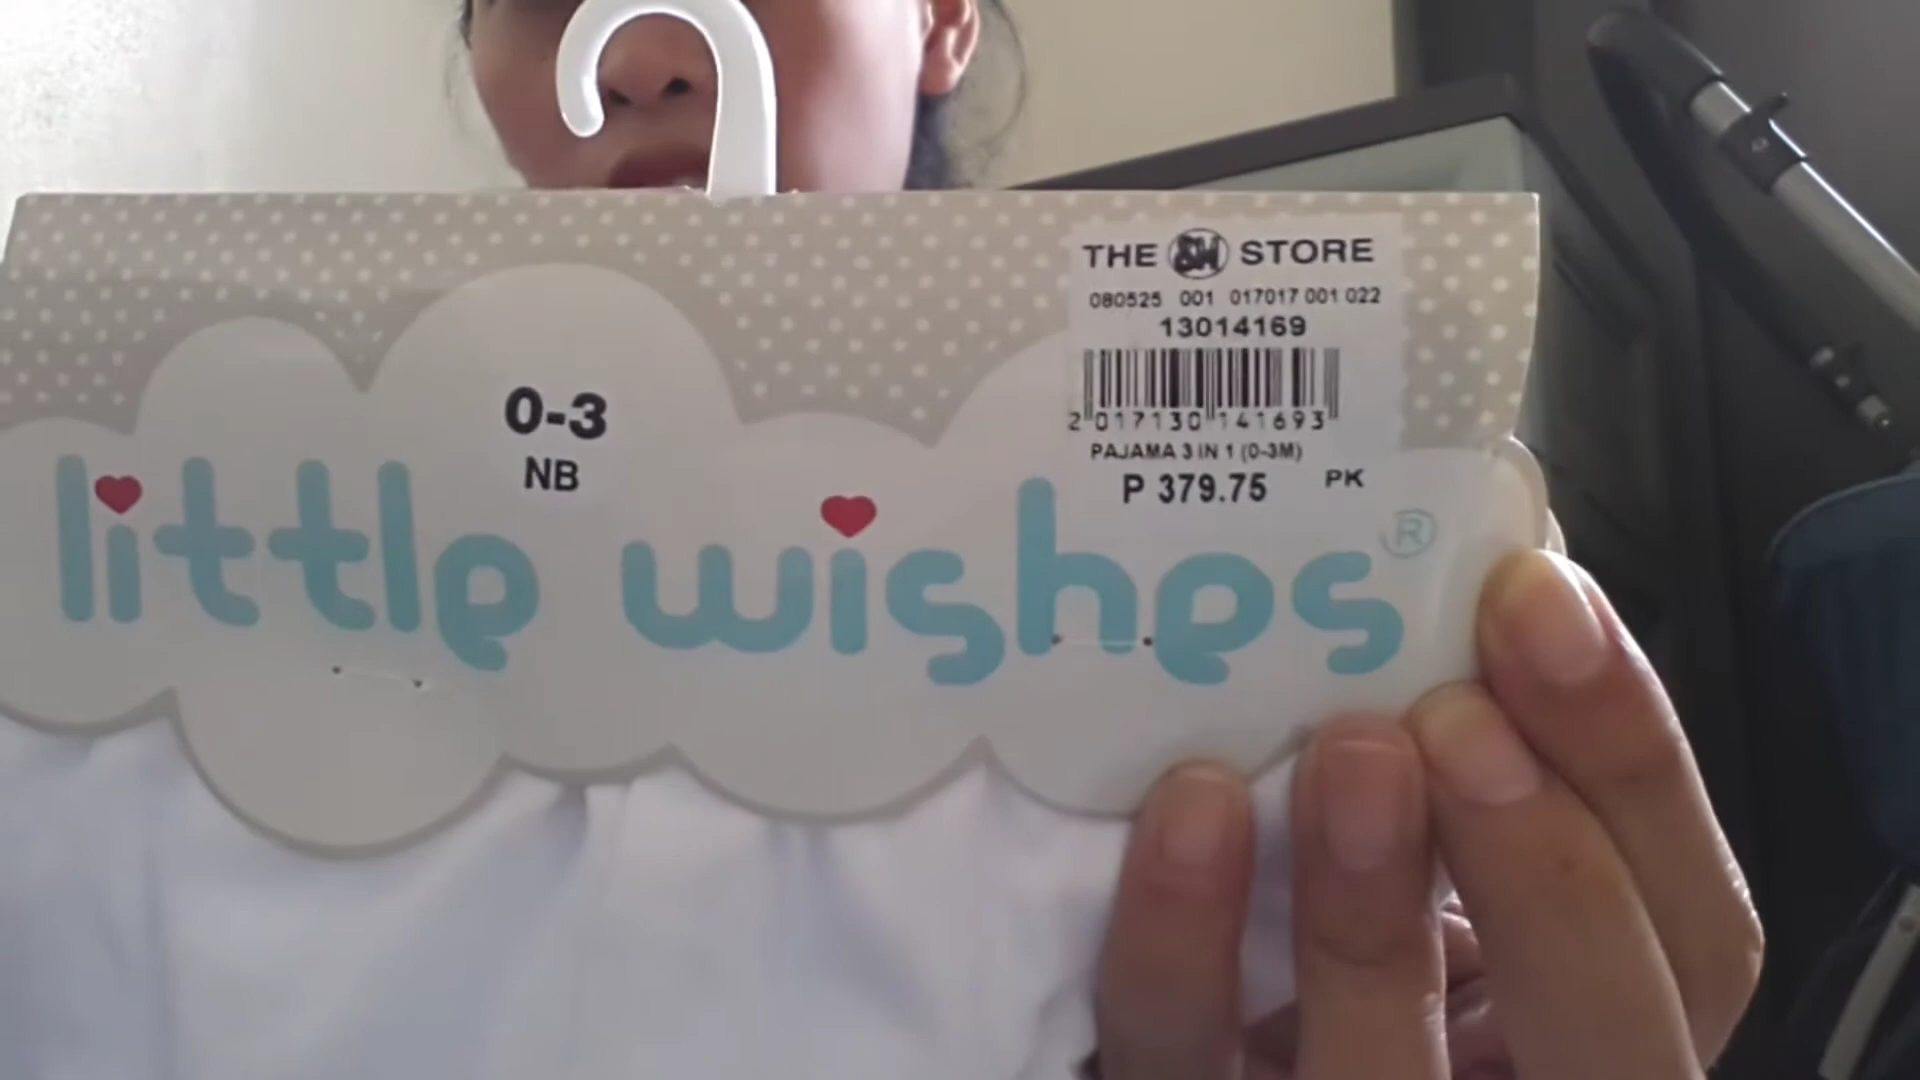 THE SM STORE
080525 001 017017 001 022
13014169
2 017130 141693
PAJAMA 3 IN 1 (0-3M)
P 379.75 PK
0-3
NB
little wishes ®